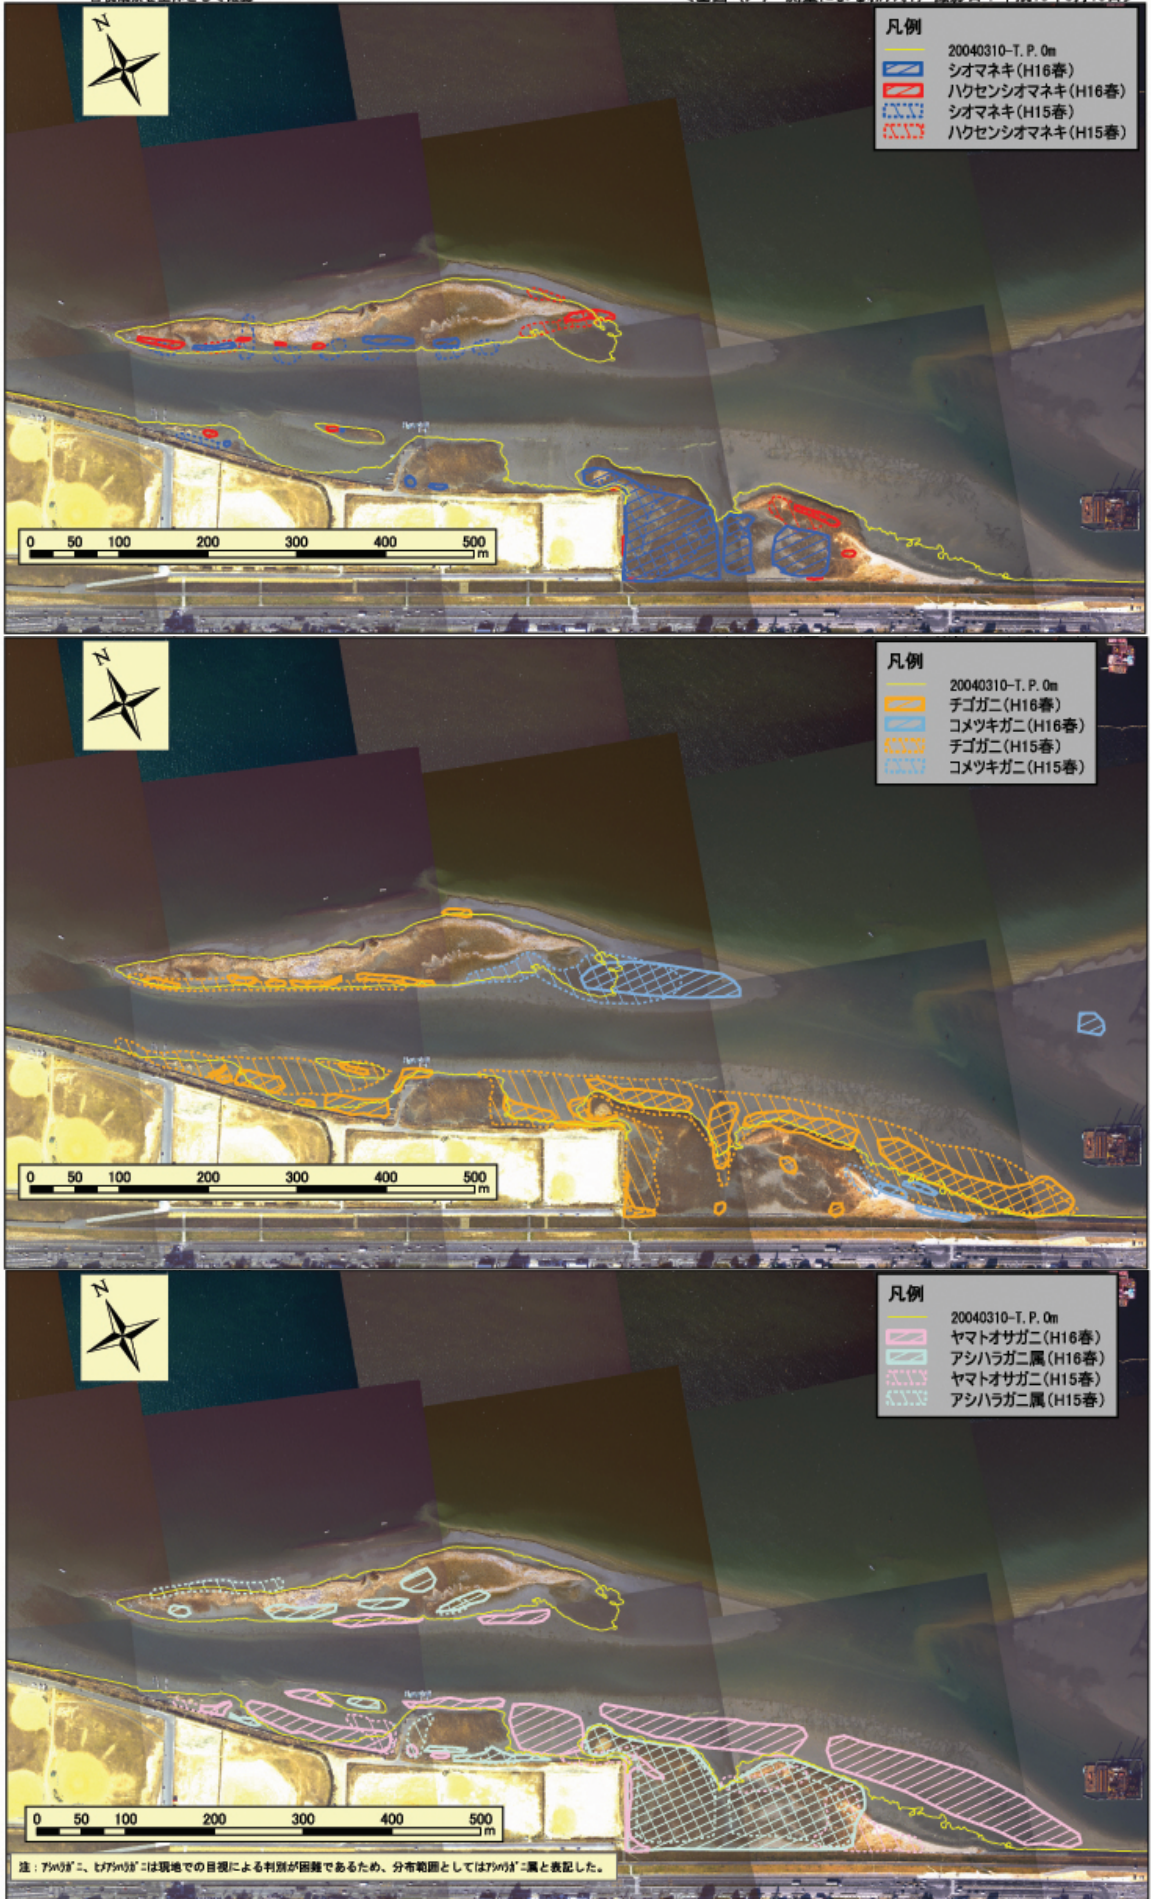 凡例
20040310-T.P.0m
シオマネキ(H16春)
ハクセンシオマネキ(H16春)
シオマネキ(H15春)
ハクセンシオマネキ(H15春)
N
0 50 100 200 300 400 500
m
凡例
20040310-T.P.0m
チゴガニ(H16春)
コメツキガニ(H16春)
チゴガニ(H15春)
コメツキガニ(H15春)
N
0 50 100 200 300 400 500
m
凡例
20040310-T.P.0m
ヤマトオサガニ(H16春)
アシハラガニ属(H16春)
ヤマトオサガニ(H15春)
アシハラガニ属(H15春)
N
0 50 100 200 300 400 500
m
注：アシハラガニ、ヒメアシハラガニは現地での目視による判別が困難であるため、分布範囲としてはアシハラガニ属と表記した。